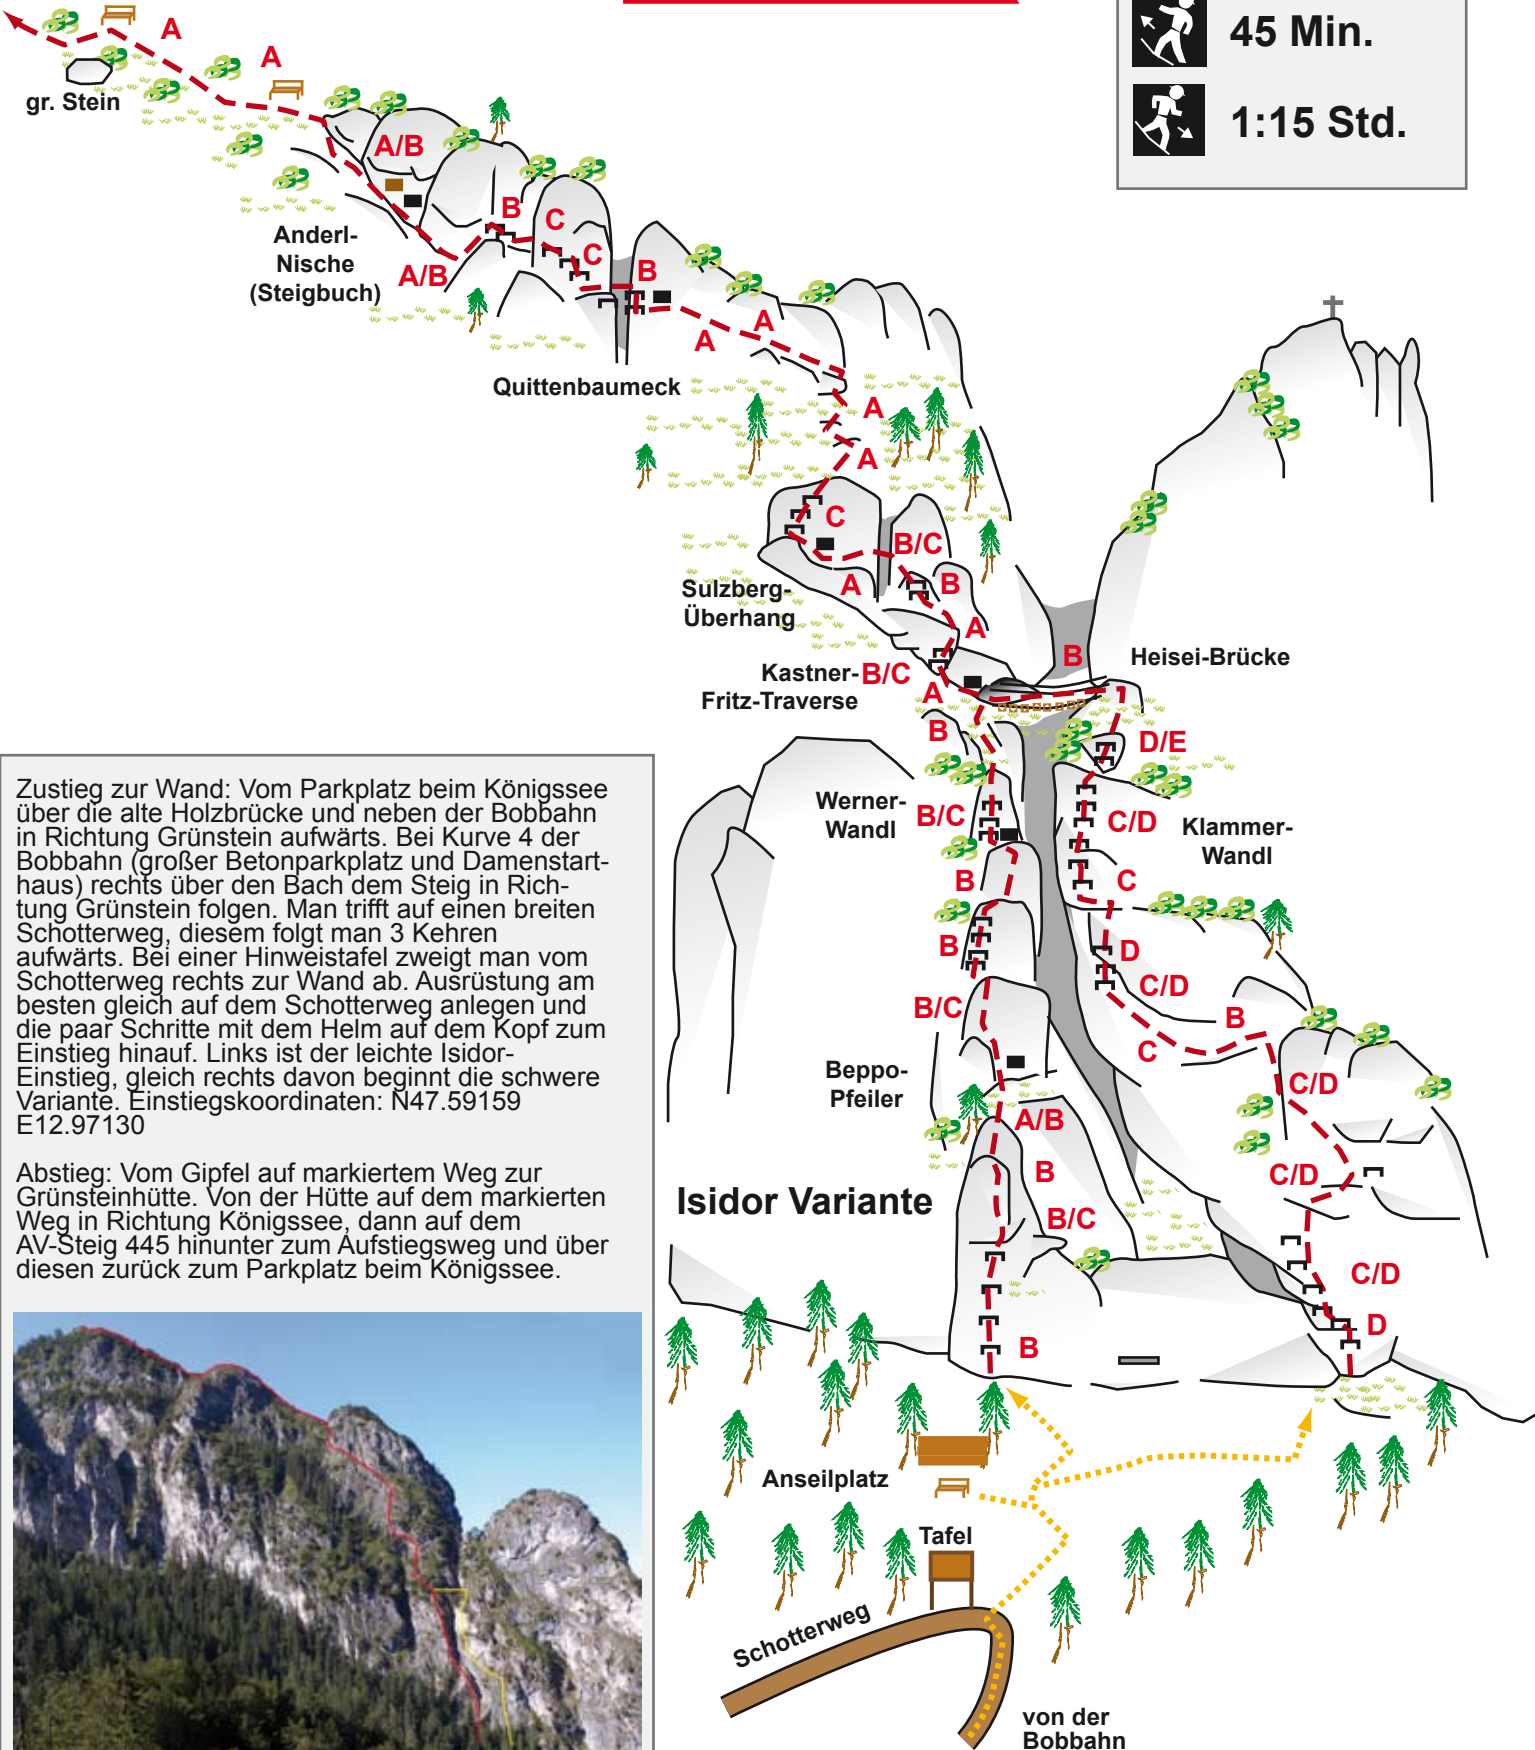 45 Min.
1:15 Std.
A
A
gr. Stein
A/B
Anderl-
Nische
(Steigbuch)
A/B
B
C
C
B
A
A
Quittenbaumeck
A
A
C
B/C
A
B
Sulzberg-
Überhang
A
Kastner-
Fritz-Traverse
B/C
A
B
Heisei-Brücke
B
D/E
Werner-
Wandl
B/C
C/D
Klammer-
Wandl
B
C
B
D
C/D
B/C
B
C
Beppo-
Pfeiler
C/D
A/B
B
C/D
Isidor Variante
B/C
C/D
D
B
Zustieg zur Wand: Vom Parkplatz beim Königssee
über die alte Holzbrücke und neben der Bobbahn
in Richtung Grünstein aufwärts. Bei Kurve 4 der
Bobbahn (großer Betonparkplatz und Damenstart-
haus) rechts über den Bach dem Steig in Rich-
tung Grünstein folgen. Man trifft auf einen breiten
Schotterweg, diesem folgt man 3 Kehren
aufwärts. Bei einer Hinweistafel zweigt man vom
Schotterweg rechts zur Wand ab. Ausrüstung am
besten gleich auf dem Schotterweg anlegen und
die paar Schritte mit dem Helm auf dem Kopf zum
Einstieg hinauf. Links ist der leichte Isidor-
Einstieg, gleich rechts davon beginnt die schwere
Variante. Einstiegskoordinaten: N47.59159
E12.97130
Abstieg: Vom Gipfel auf markiertem Weg zur
Grünsteinhütte. Von der Hütte auf dem markierten
Weg in Richtung Königssee, dann auf dem
AV-Steig 445 hinunter zum Aufstiegsweg und über
diesen zurück zum Parkplatz beim Königssee.
Anseilplatz
Tafel
Schotterweg
von der
Bobbahn